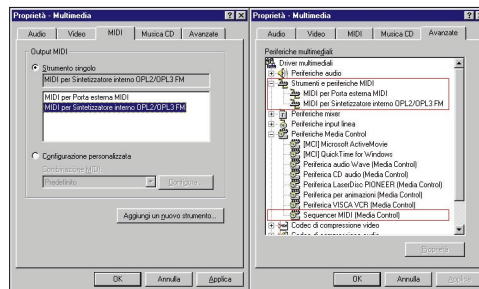 Proprietà - Multimedia
Audio Video MIDI Musica CD Avanzate
Output MIDI
Strumento singolo
MIDI per Sintetizzatore interno OPL2/OPL3 FM
MIDI per Porta esterna MIDI
MIDI per Sintetizzatore interno OPL2/OPL3 FM
Configurazione personalizzata
Combinazione MIDI:
Predefinito
Configura...
Aggiungi un nuovo strumento...
OK Annulla Applica
Proprietà - Multimedia
Audio Video MIDI Musica CD Avanzate
Periferiche multimediali:
Driver multimediali
Periferiche audio
Strumenti e periferiche MIDI
MIDI per Porta esterna MIDI
MIDI per Sintetizzatore interno OPL2/OPL3 FM
Periferiche mixer
Periferiche input linea
Periferiche Media Control
[MCI] Microsoft ActiveMovie
[MCI] QuickTime for Windows
Periferica audio Wave (Media Control)
Periferica CD audio (Media Control)
Periferica LaserDisc PIONEER (Media Control)
Periferica per animazioni (Media Control)
Periferica VISCA VCR (Media Control)
Sequencer MIDI (Media Control)
Codec di compressione video
Codec di compressione audio
Proprietà
OK Annulla Applica